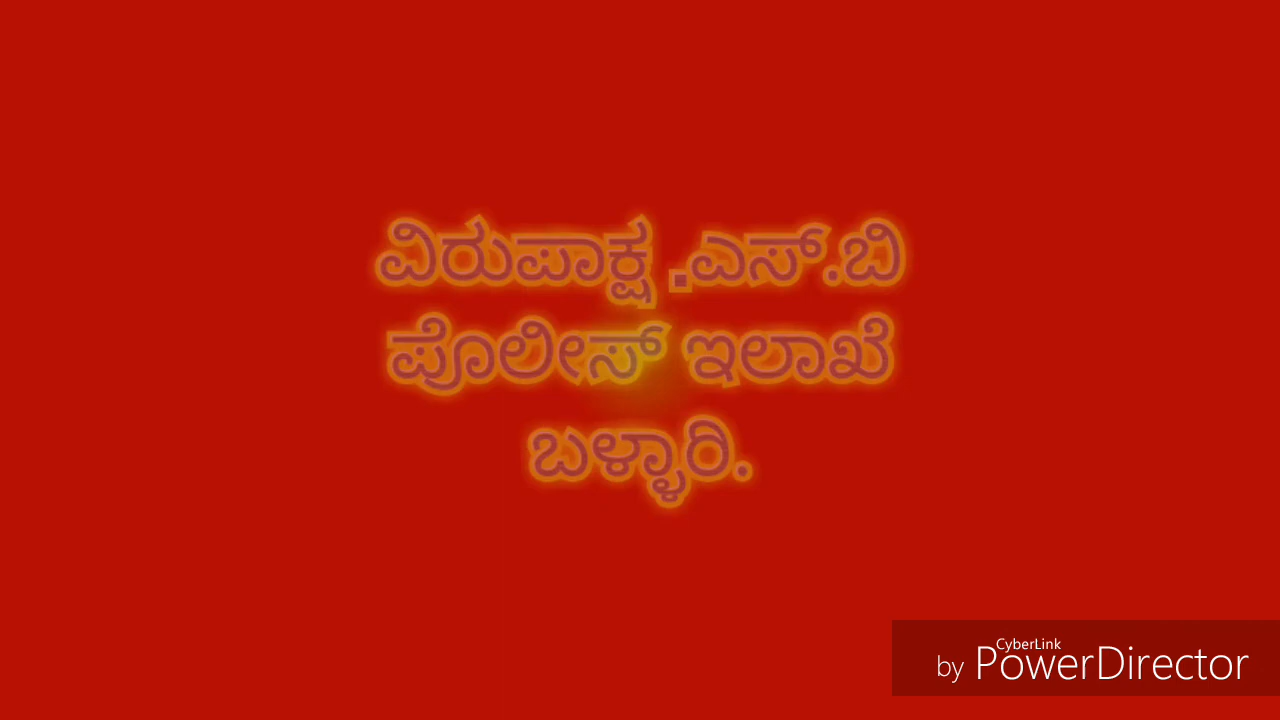 ವಿರುಪಾಕ್ಷ .ಎಸ್.ಬಿ
ಪೊಲೀಸ್ ಇಲಾಖೆ
ಬಳ್ಳಾರಿ.
CyberLink
by PowerDirector